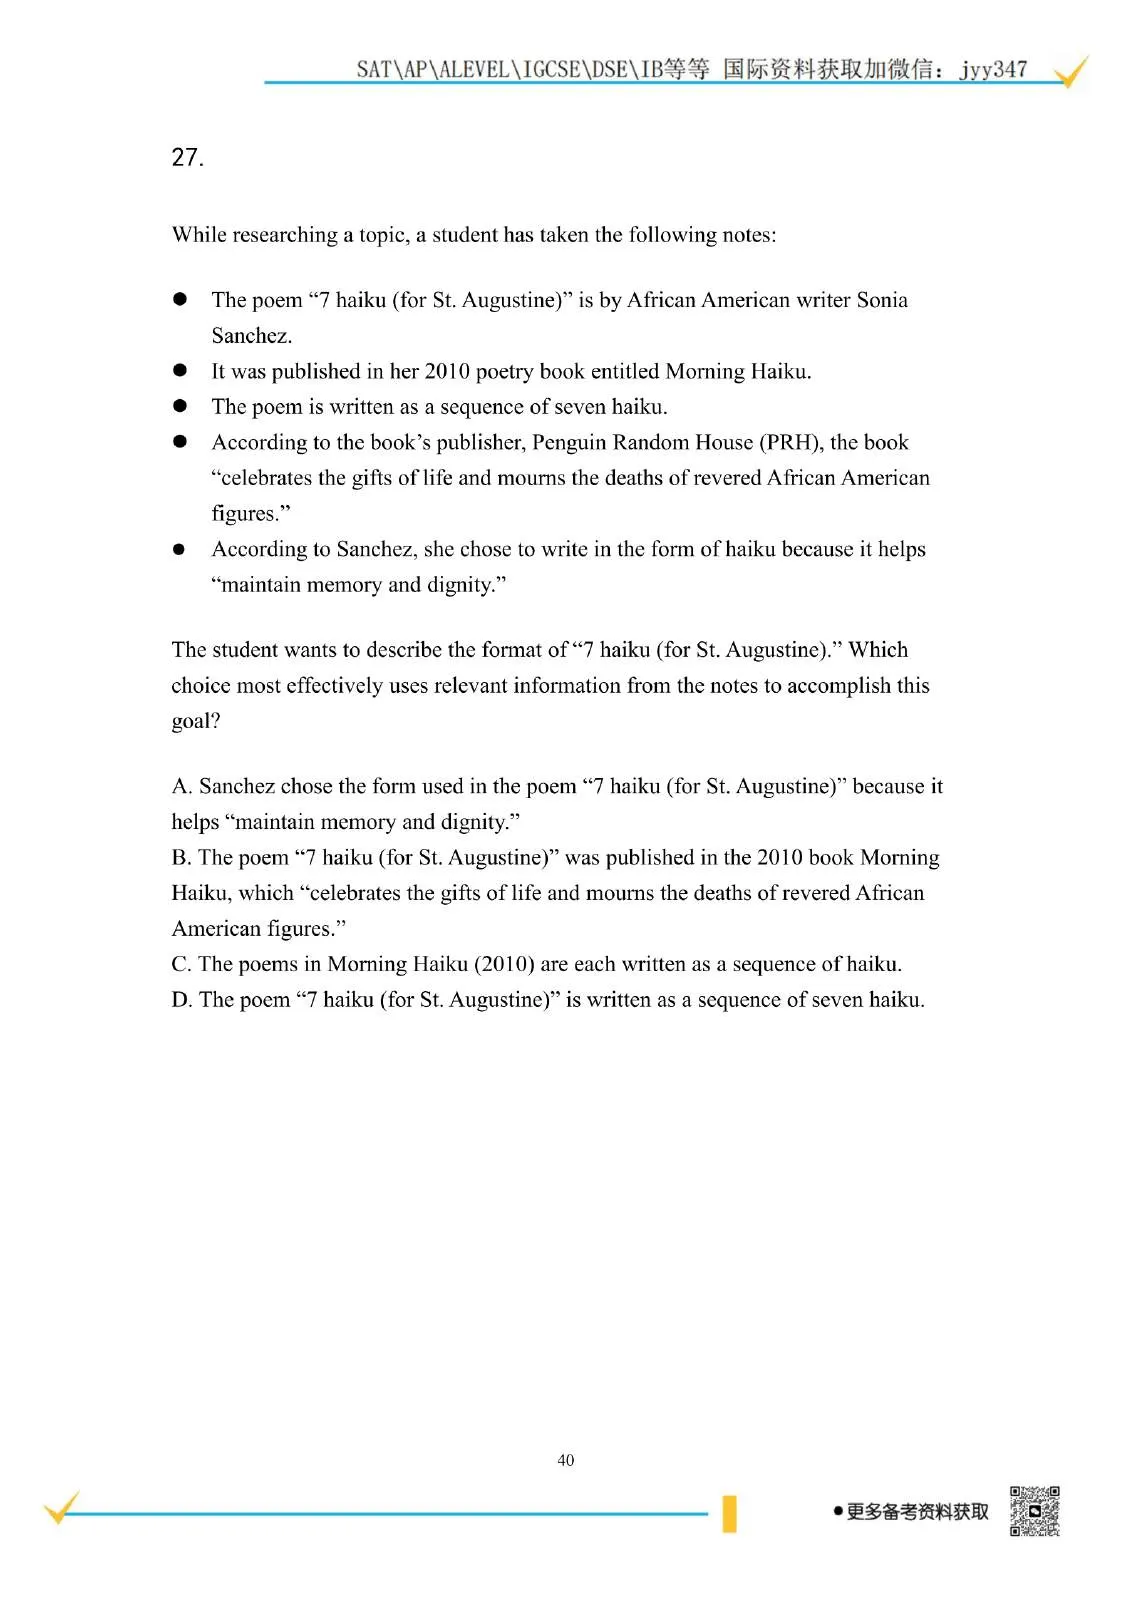 SAT\AP\ALEVEL\IGCSE\DSE\IB等等 国际资料获取加微信：jyy347
27.
While researching a topic, a student has taken the following notes:
● The poem “7 haiku (for St. Augustine)” is by African American writer Sonia
Sanchez.
● It was published in her 2010 poetry book entitled Morning Haiku.
● The poem is written as a sequence of seven haiku.
● According to the book’s publisher, Penguin Random House (PRH), the book
“celebrates the gifts of life and mourns the deaths of revered African American
figures.”
● According to Sanchez, she chose to write in the form of haiku because it helps
“maintain memory and dignity.”
The student wants to describe the format of “7 haiku (for St. Augustine).” Which
choice most effectively uses relevant information from the notes to accomplish this
goal?
A. Sanchez chose the form used in the poem “7 haiku (for St. Augustine)” because it
helps “maintain memory and dignity.”
B. The poem “7 haiku (for St. Augustine)” was published in the 2010 book Morning
Haiku, which “celebrates the gifts of life and mourns the deaths of revered African
American figures.”
C. The poems in Morning Haiku (2010) are each written as a sequence of haiku.
D. The poem “7 haiku (for St. Augustine)” is written as a sequence of seven haiku.
40
●更多备考资料获取